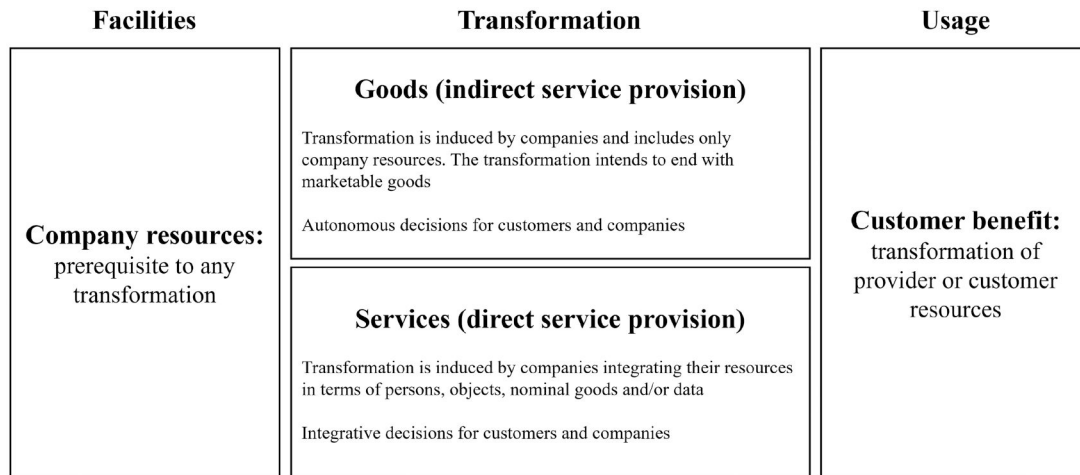 Facilities
Transformation
Usage
Company resources:
prerequisite to any
transformation
Goods (indirect service provision)
Transformation is induced by companies and includes only
company resources. The transformation intends to end with
marketable goods
Autonomous decisions for customers and companies
Services (direct service provision)
Transformation is induced by companies integrating their resources
in terms of persons, objects, nominal goods and/or data
Integrative decisions for customers and companies
Customer benefit:
transformation of
provider or customer
resources